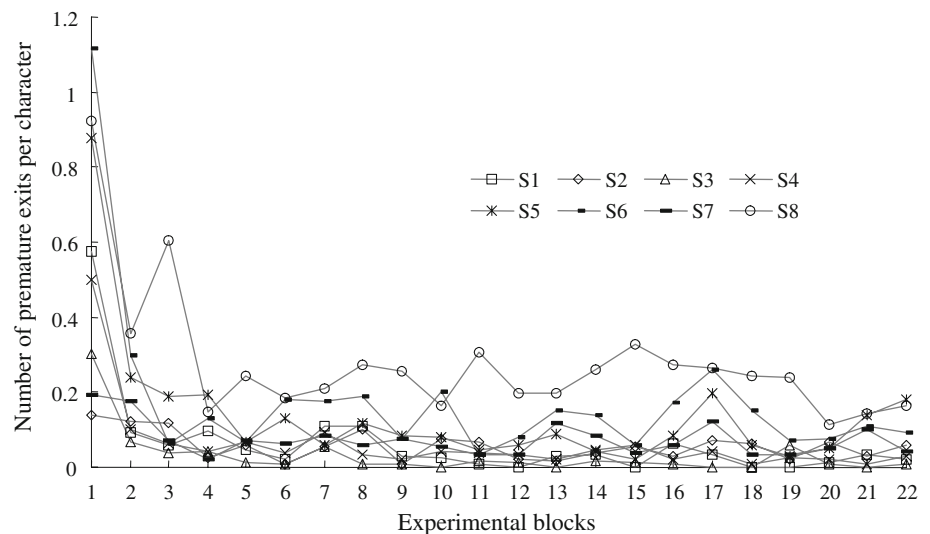 Number of premature exits per character
1.2
1
0.8
0.6
0.4
0.2
0
S1 S2 S3 S4
S5 S6 S7 S8
1 2 3 4 5 6 7 8 9 10 11 12 13 14 15 16 17 18 19 20 21 22
Experimental blocks